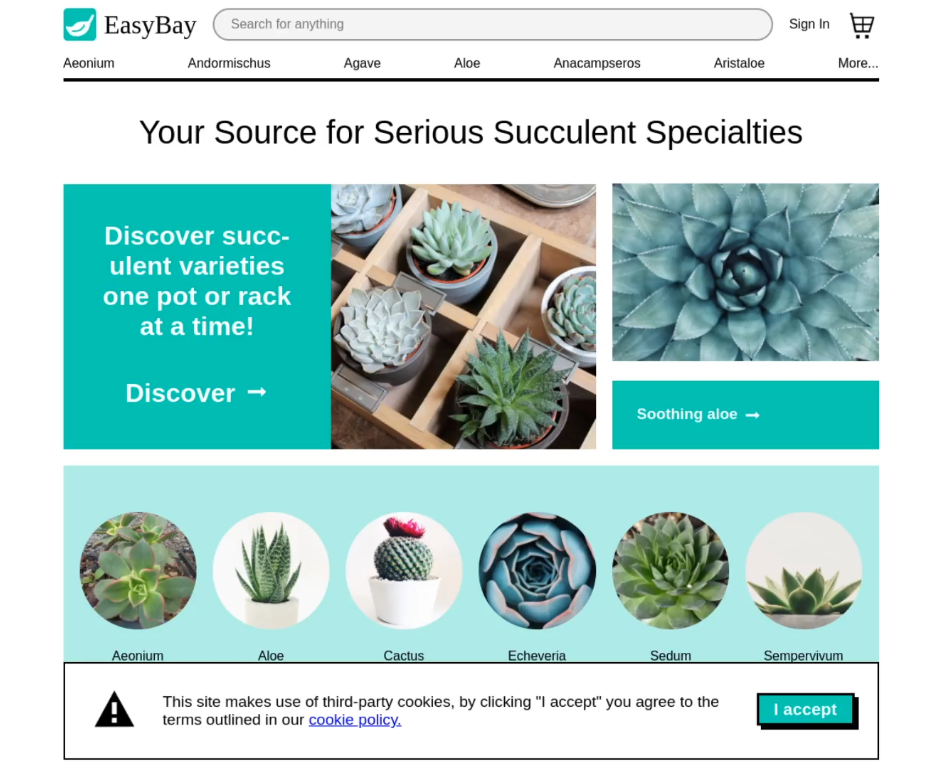 EasyBay
Search for anything
Sign In
Aeonium
Andormischus
Agave
Aloe
Anacampseros
Aristaloe
More...
Your Source for Serious Succulent Specialties
Discover succ-
ulent varieties
one pot or rack
at a time!
Discover ➞
Soothing aloe ➞
Aeonium
Aloe
Cactus
Echeveria
Sedum
Sempervivum
This site makes use of third-party cookies, by clicking "I accept" you agree to the
terms outlined in our cookie policy.
I accept